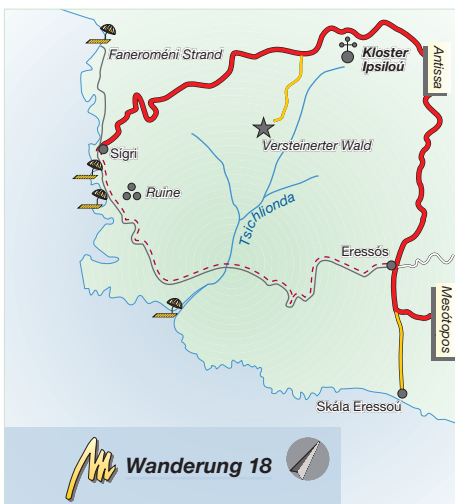 Faneroméni Strand
Kloster
Ipsiloú
Antissa
Sigri
Versteinerter Wald
Ruine
Tsichlionda
Eressós
Mesótopos
Skála Eressoú
Wanderung 18